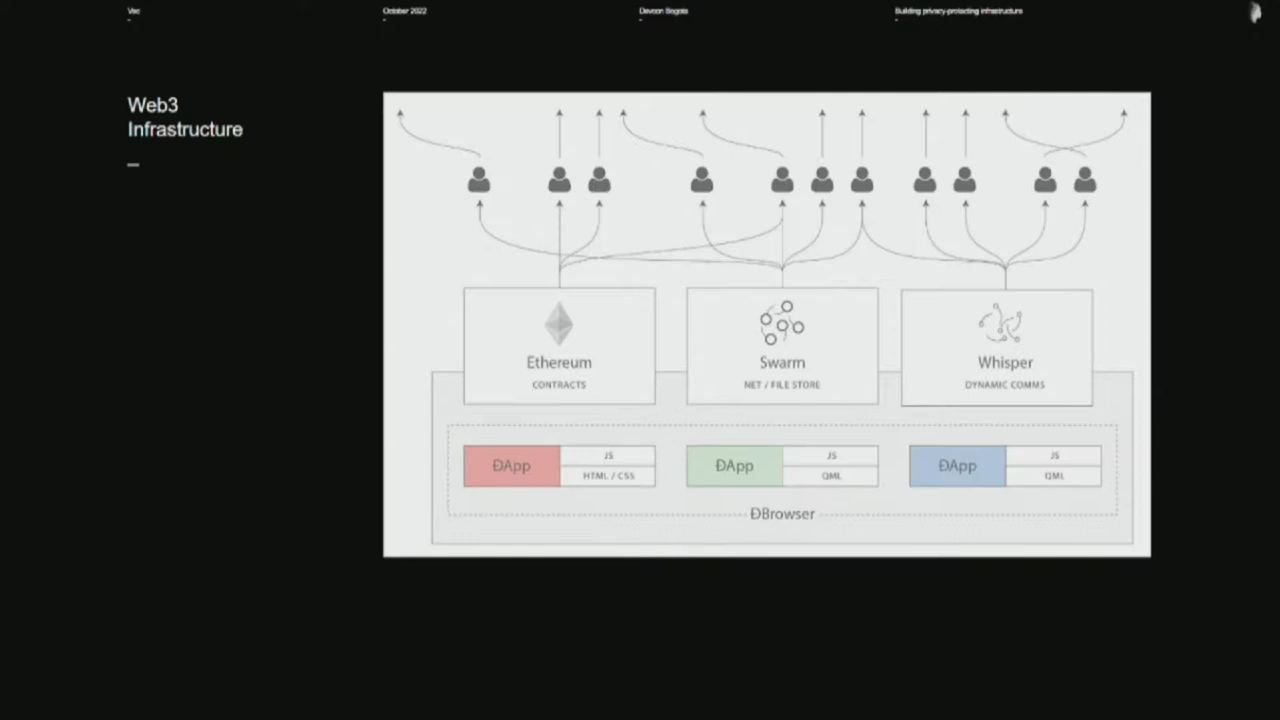 Vac
October 2022
Devcon Bogota
Building privacy-protecting infrastructure
Web3
Infrastructure
Ethereum
CONTRACTS
Swarm
NET / FILE STORE
Whisper
DYNAMIC COMMS
ÐApp
JS
HTML / CSS
ÐApp
JS
QML
ÐApp
JS
QML
ÐBrowser